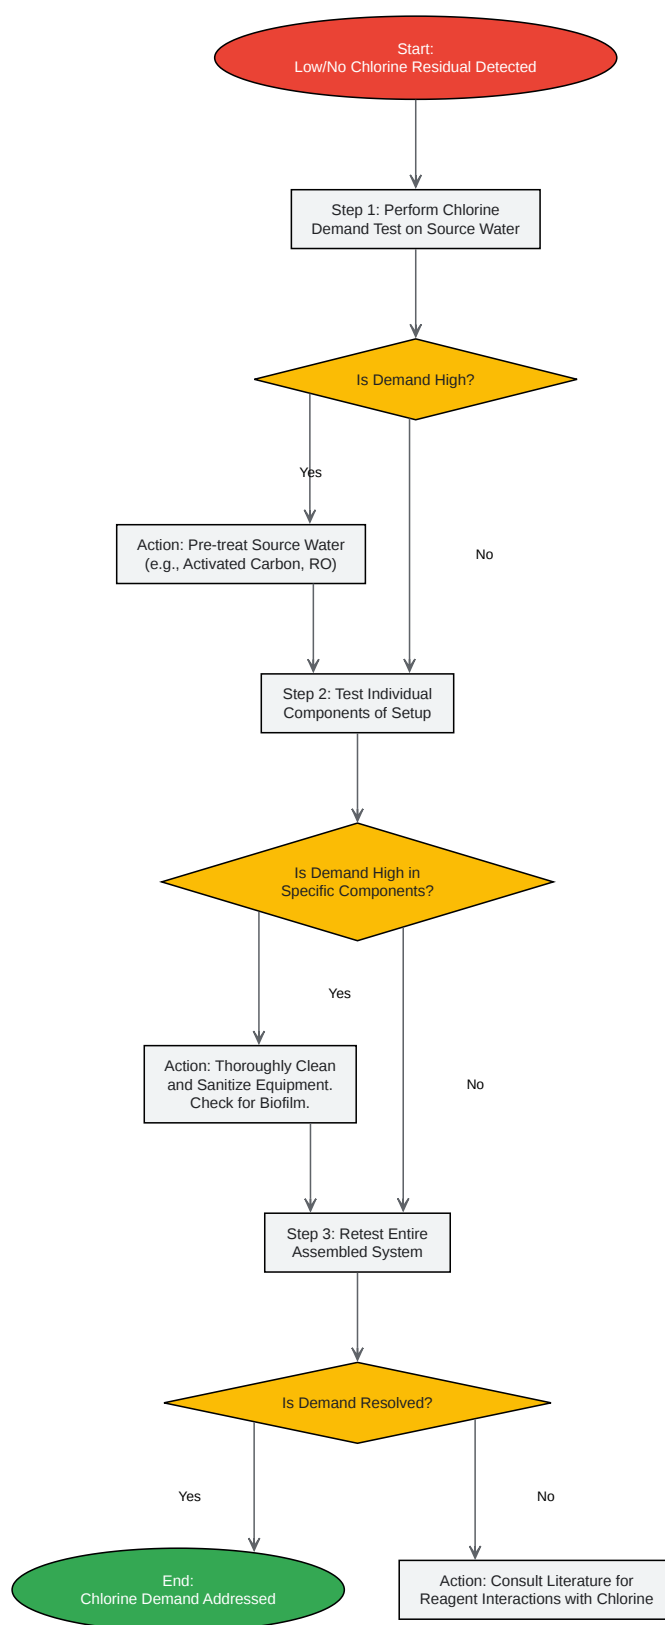 Start:
Low/No Chlorine Residual Detected
Step 1: Perform Chlorine
Demand Test on Source Water
Is Demand High?
Yes
Action: Pre-treat Source Water
(e.g., Activated Carbon, RO)
No
Step 2: Test Individual
Components of Setup
Is Demand High in
Specific Components?
Yes
Action: Thoroughly Clean
and Sanitize Equipment.
Check for Biofilm.
No
Step 3: Retest Entire
Assembled System
Is Demand Resolved?
Yes
No
End:
Chlorine Demand Addressed
Action: Consult Literature for
Reagent Interactions with Chlorine